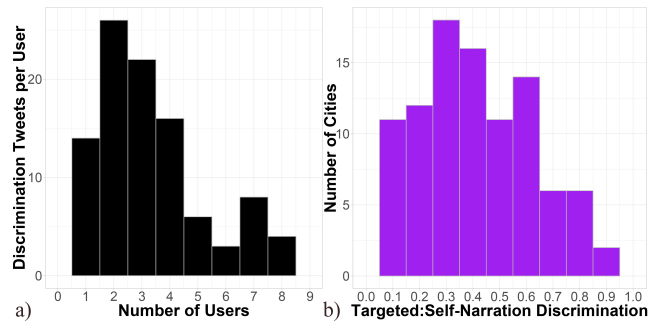 Discrimination Tweets per User
20
10
0
0 1 2 3 4 5 6 7 8 9
a) Number of Users
Number of Cities
15
10
5
0
0.0 0.1 0.2 0.3 0.4 0.5 0.6 0.7 0.8 0.9 1.0
b) Targeted:Self-Narration Discrimination